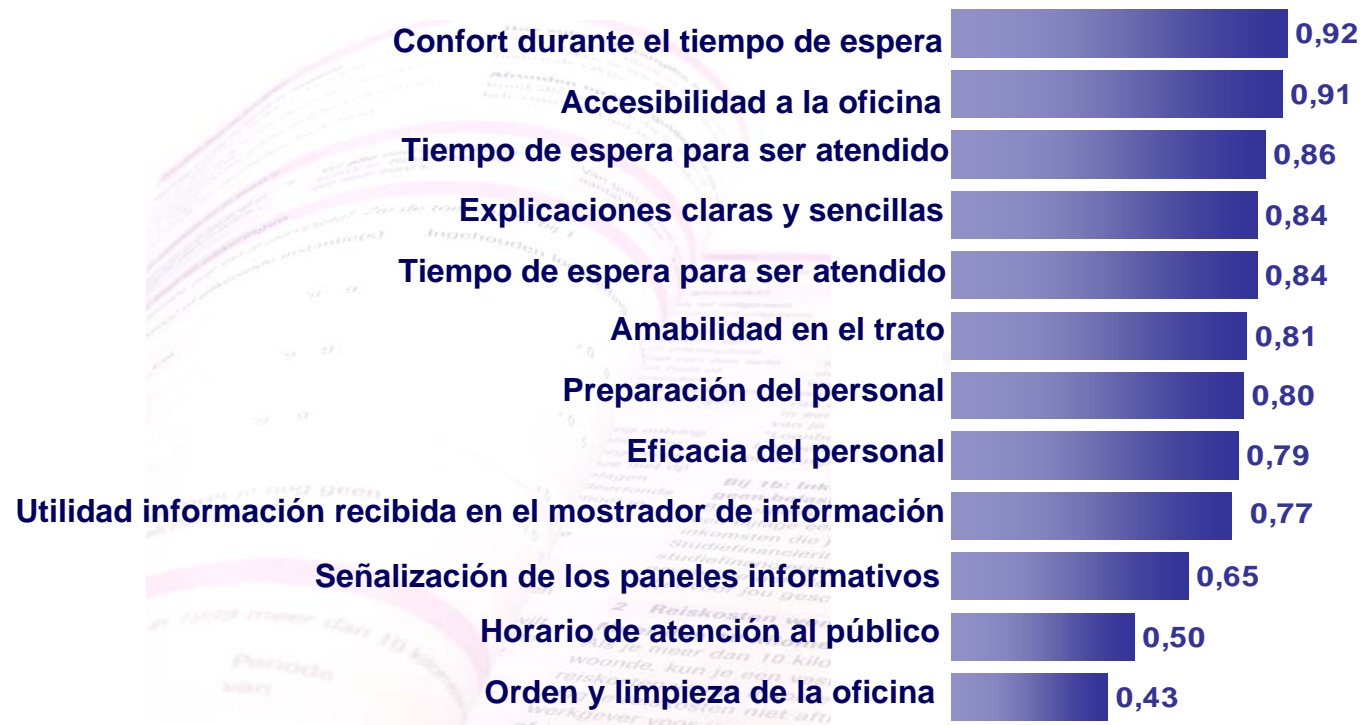 Confort durante el tiempo de espera 0,92
Accesibilidad a la oficina 0,91
Tiempo de espera para ser atendido 0,86
Explicaciones claras y sencillas 0,84
Tiempo de espera para ser atendido 0,84
Amabilidad en el trato 0,81
Preparación del personal 0,80
Eficacia del personal 0,79
Utilidad información recibida en el mostrador de información 0,77
Señalización de los paneles informativos 0,65
Horario de atención al público 0,50
Orden y limpieza de la oficina 0,43